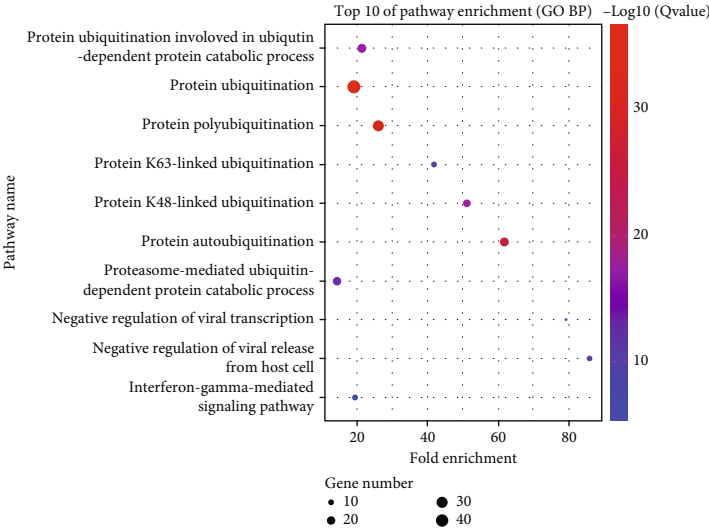 Top 10 of pathway enrichment (GO BP)
–Log10 (Qvalue)
Protein ubiquitination involoved in ubiqutin
-dependent protein catabolic process
Protein ubiquitination
Protein polyubiquitination
Protein K63-linked ubiquitination
Protein K48-linked ubiquitination
Protein autoubiquitination
Proteasome-mediated ubiquitin-
dependent protein catabolic process
Negative regulation of viral transcription
Negative regulation of viral release
from host cell
Interferon-gamma-mediated
signaling pathway
Pathway name
30
20
10
20 40 60 80
Fold enrichment
Gene number
10 30
20 40